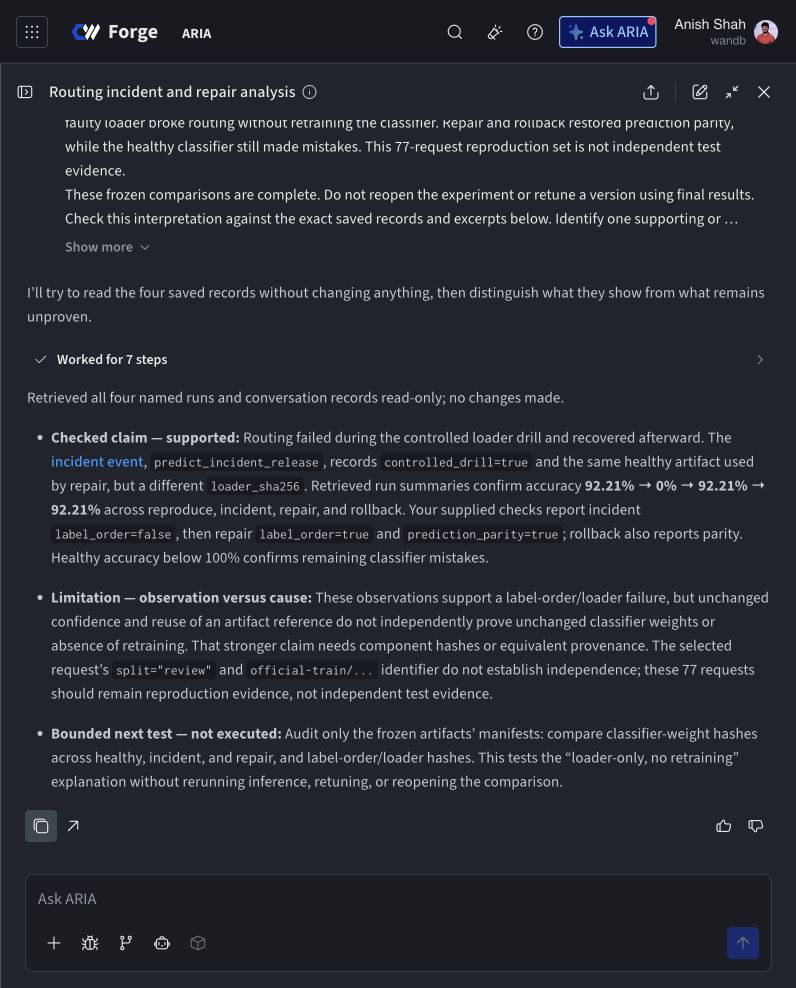 Forge
ARIA
Ask ARIA
Anish Shah
wandb
Routing incident and repair analysis
faulty loader broke routing without retraining the classifier. Repair and rollback restored prediction parity,
while the healthy classifier still made mistakes. This 77-request reproduction set is not independent test
evidence.
These frozen comparisons are complete. Do not reopen the experiment or retune a version using final results.
Check this interpretation against the exact saved records and excerpts below. Identify one supporting or …
Show more
I’ll try to read the four saved records without changing anything, then distinguish what they show from what remains
unproven.
Worked for 7 steps
Retrieved all four named runs and conversation records read-only; no changes made.
• Checked claim — supported: Routing failed during the controlled loader drill and recovered afterward. The
incident event, predict_incident_release, records controlled_drill=true and the same healthy artifact used
by repair, but a different loader_sha256. Retrieved run summaries confirm accuracy 92.21% → 0% → 92.21% →
92.21% across reproduce, incident, repair, and rollback. Your supplied checks report incident
label_order=false, then repair label_order=true and prediction_parity=true; rollback also reports parity.
Healthy accuracy below 100% confirms remaining classifier mistakes.
• Limitation — observation versus cause: These observations support a label-order/loader failure, but unchanged
confidence and reuse of an artifact reference do not independently prove unchanged classifier weights or
absence of retraining. That stronger claim needs component hashes or equivalent provenance. The selected
request’s split="review" and official-train/... identifier do not establish independence; these 77 requests
should remain reproduction evidence, not independent test evidence.
• Bounded next test — not executed: Audit only the frozen artifacts’ manifests: compare classifier-weight hashes
across healthy, incident, and repair, and label-order/loader hashes. This tests the “loader-only, no retraining”
explanation without rerunning inference, retuning, or reopening the comparison.
Ask ARIA